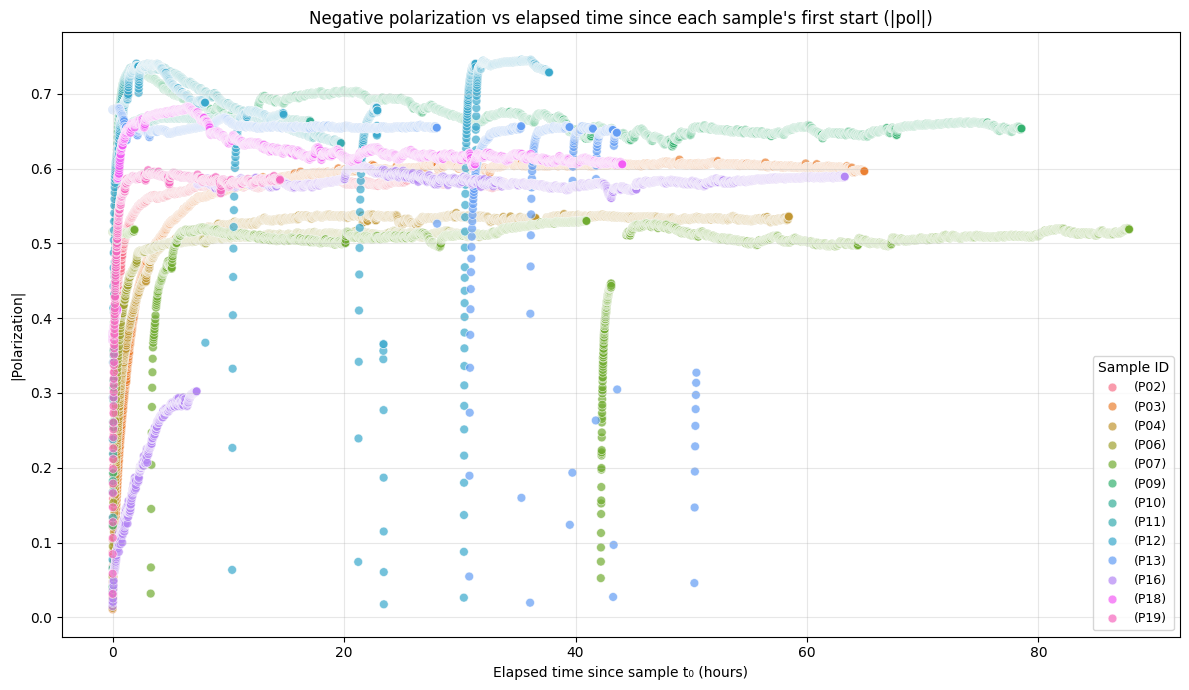 Negative polarization vs elapsed time since each sample's first start (|pol|)
|Polarization|
0.7
0.6
0.5
0.4
0.3
0.2
0.1
0.0
0 20 40 60 80
Elapsed time since sample t₀ (hours)
Sample ID
(P02)
(P03)
(P04)
(P06)
(P07)
(P09)
(P10)
(P11)
(P12)
(P13)
(P16)
(P18)
(P19)